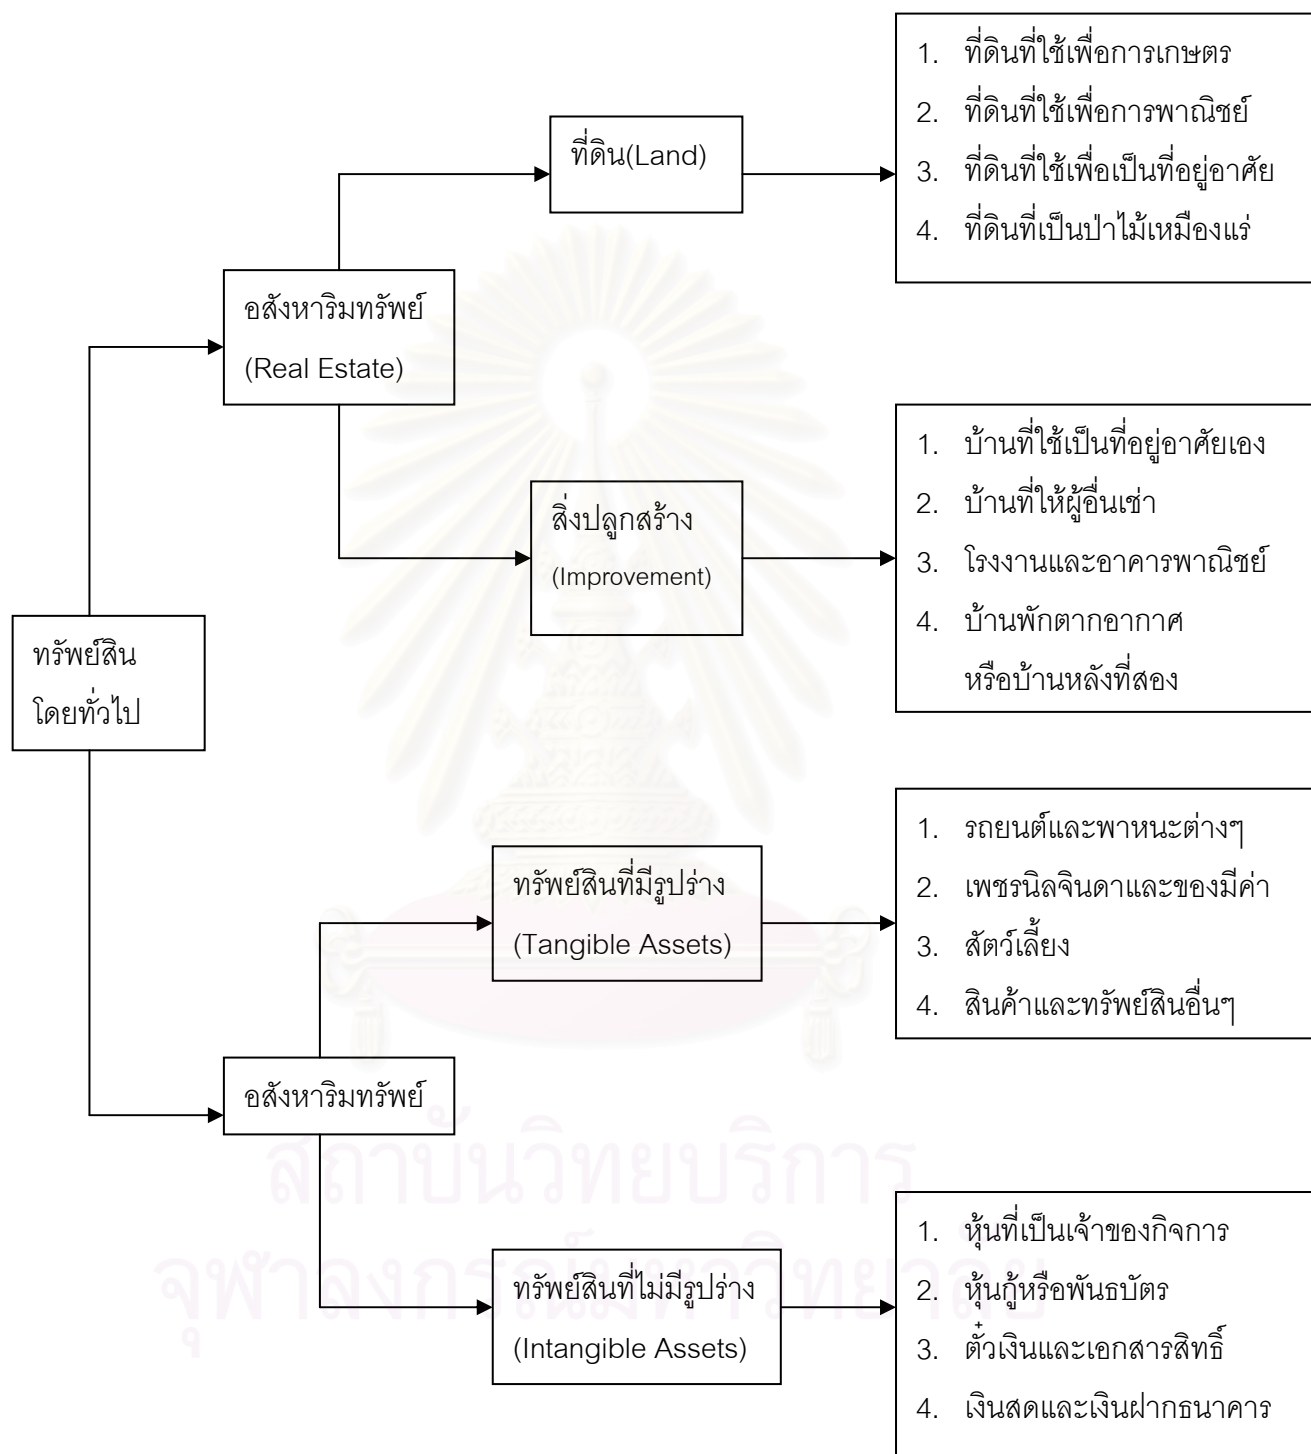 1. ที่ดินที่ใช้เพื่อการเกษตร
2. ที่ดินที่ใช้เพื่อการพาณิชย์
3. ที่ดินที่ใช้เพื่อเป็นที่อยู่อาศัย
4. ที่ดินที่เป็นป่าไม้เหมืองแร่
ที่ดิน(Land)
อสังหาริมทรัพย์
(Real Estate)
1. บ้านที่ใช้เป็นที่อยู่อาศัยเอง
2. บ้านที่ให้ผู้อื่นเช่า
3. โรงงานและอาคารพาณิชย์
4. บ้านพักตากอากาศ
หรือบ้านหลังที่สอง
สิ่งปลูกสร้าง
(Improvement)
ทรัพย์สิน
โดยทั่วไป
1. รถยนต์และพาหนะต่างๆ
2. เพชรนิลจินดาและของมีค่า
3. สัตว์เลี้ยง
4. สินค้าและทรัพย์สินอื่นๆ
ทรัพย์สินที่มีรูปร่าง
(Tangible Assets)
อสังหาริมทรัพย์
สถาบันวิทยบริการ
จุฬาลงกรณ์มหาวิทยาลัย
ทรัพย์สินที่ไม่มีรูปร่าง
(Intangible Assets)
1. หุ้นที่เป็นเจ้าของกิจการ
2. หุ้นกู้หรือพันธบัตร
3. ตั๋วเงินและเอกสารสิทธิ์
4. เงินสดและเงินฝากธนาคาร